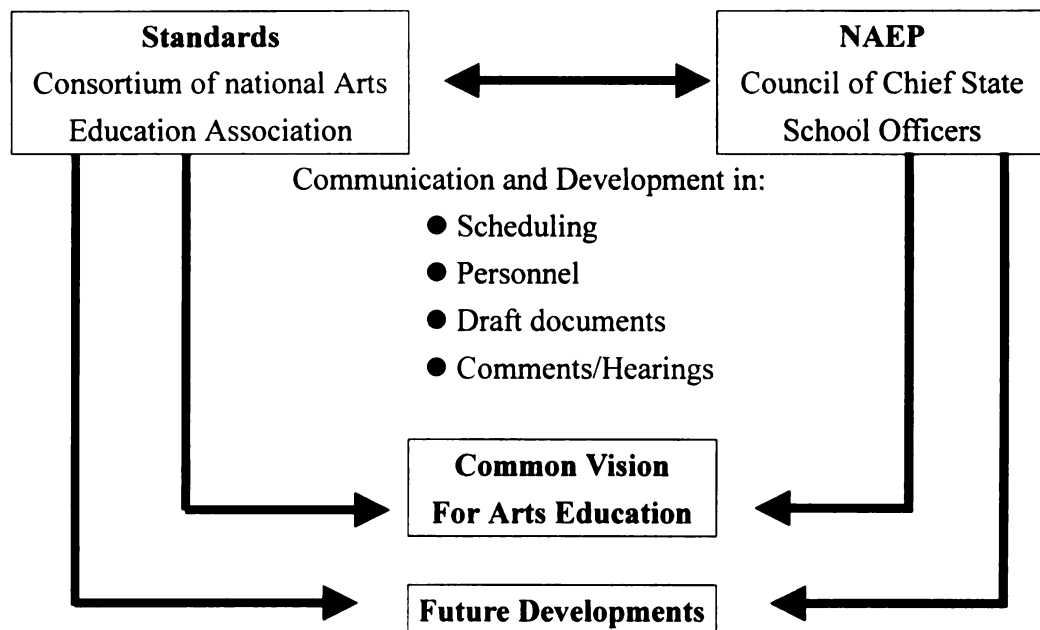 Standards
Consortium of national Arts
Education Association
NAEP
Council of Chief State
School Officers
Communication and Development in:
● Scheduling
● Personnel
● Draft documents
● Comments/Hearings
Common Vision
For Arts Education
Future Developments